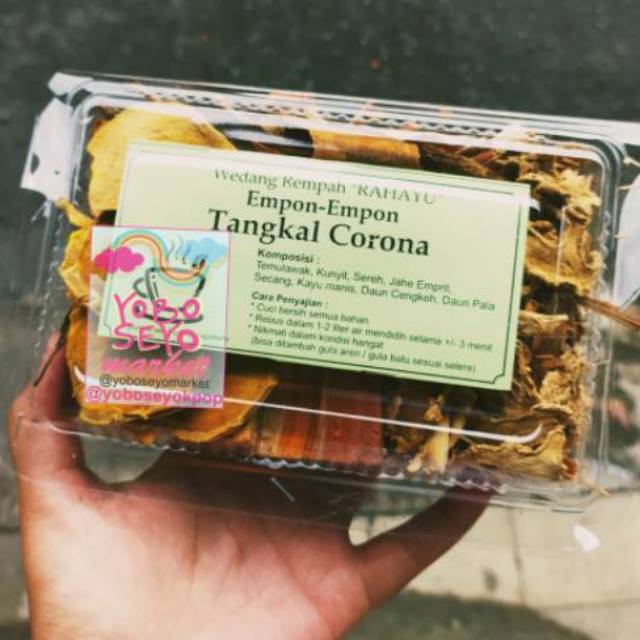 Wedang Rempah "RAHAYU"
Empon-Empon
Tangkal Corona
Komposisi :
Temulawak, Kunyit, Sereh, Jahe Emprit,
Secang, Kayu manis, Daun Cengkeh, Daun Pala
Cara Penyajian :
* Cuci bersih semua bahan
* Rebus dalam 1-2 liter air mendidih selama +/- 3 menit
* Nikmati dalam kondisi hangat
(bisa ditambah gula aren / gula batu sesuai selera)
YOBO
SEYO
market
@yoboseyomarket
@yoboseyokpop